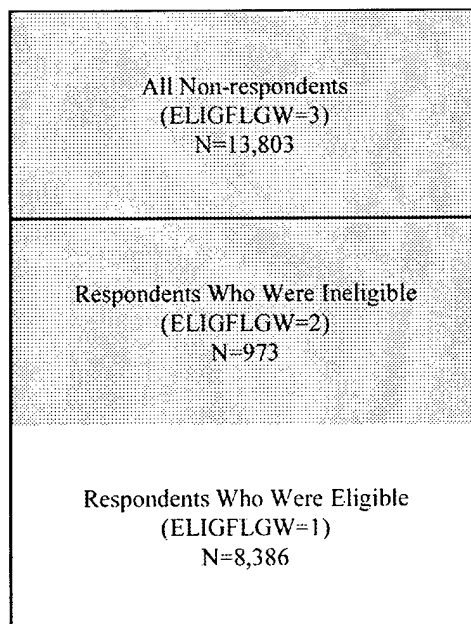 All Non-respondents
(ELIGFLGW=3)
N=13,803
Respondents Who Were Ineligible
(ELIGFLGW=2)
N=973
Respondents Who Were Eligible
(ELIGFLGW=1)
N=8,386